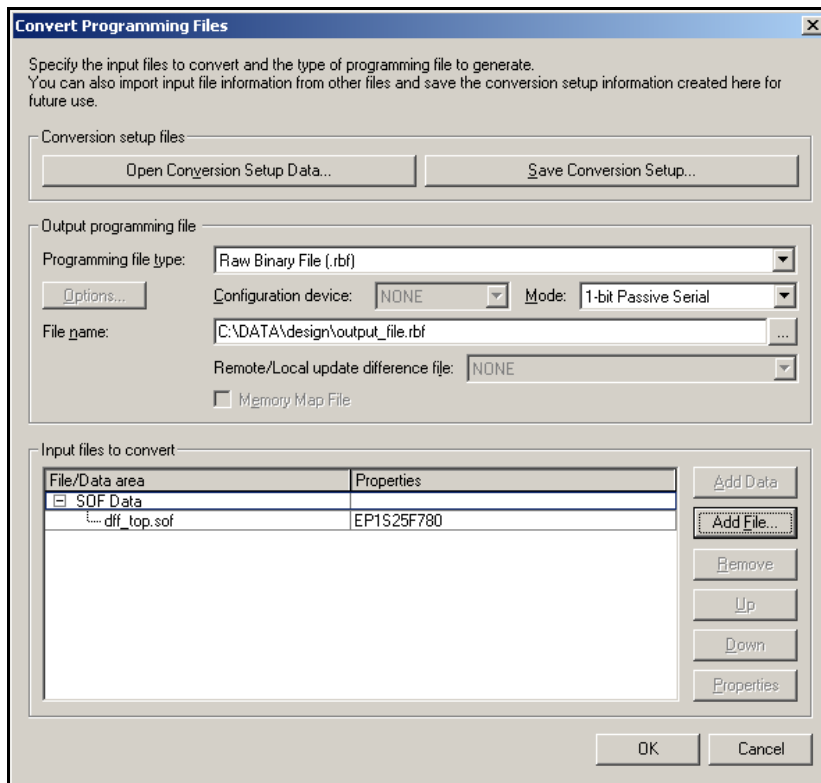 Convert Programming Files
Specify the input files to convert and the type of programming file to generate.
You can also import input file information from other files and save the conversion setup information created here for
future use.
Conversion setup files
Open Conversion Setup Data...
Save Conversion Setup...
Output programming file
Programming file type:
Raw Binary File (.rbf)
Options...
Configuration device:
NONE
Mode:
1-bit Passive Serial
File name:
C:\DATA\design\output_file.rbf
...
Remote/Local update difference file:
NONE
Memory Map File
Input files to convert
File/Data area
Properties
SOF Data
dff_top.sof
EP1S25F780
Add Data
Add File...
Remove
Up
Down
Properties
OK
Cancel